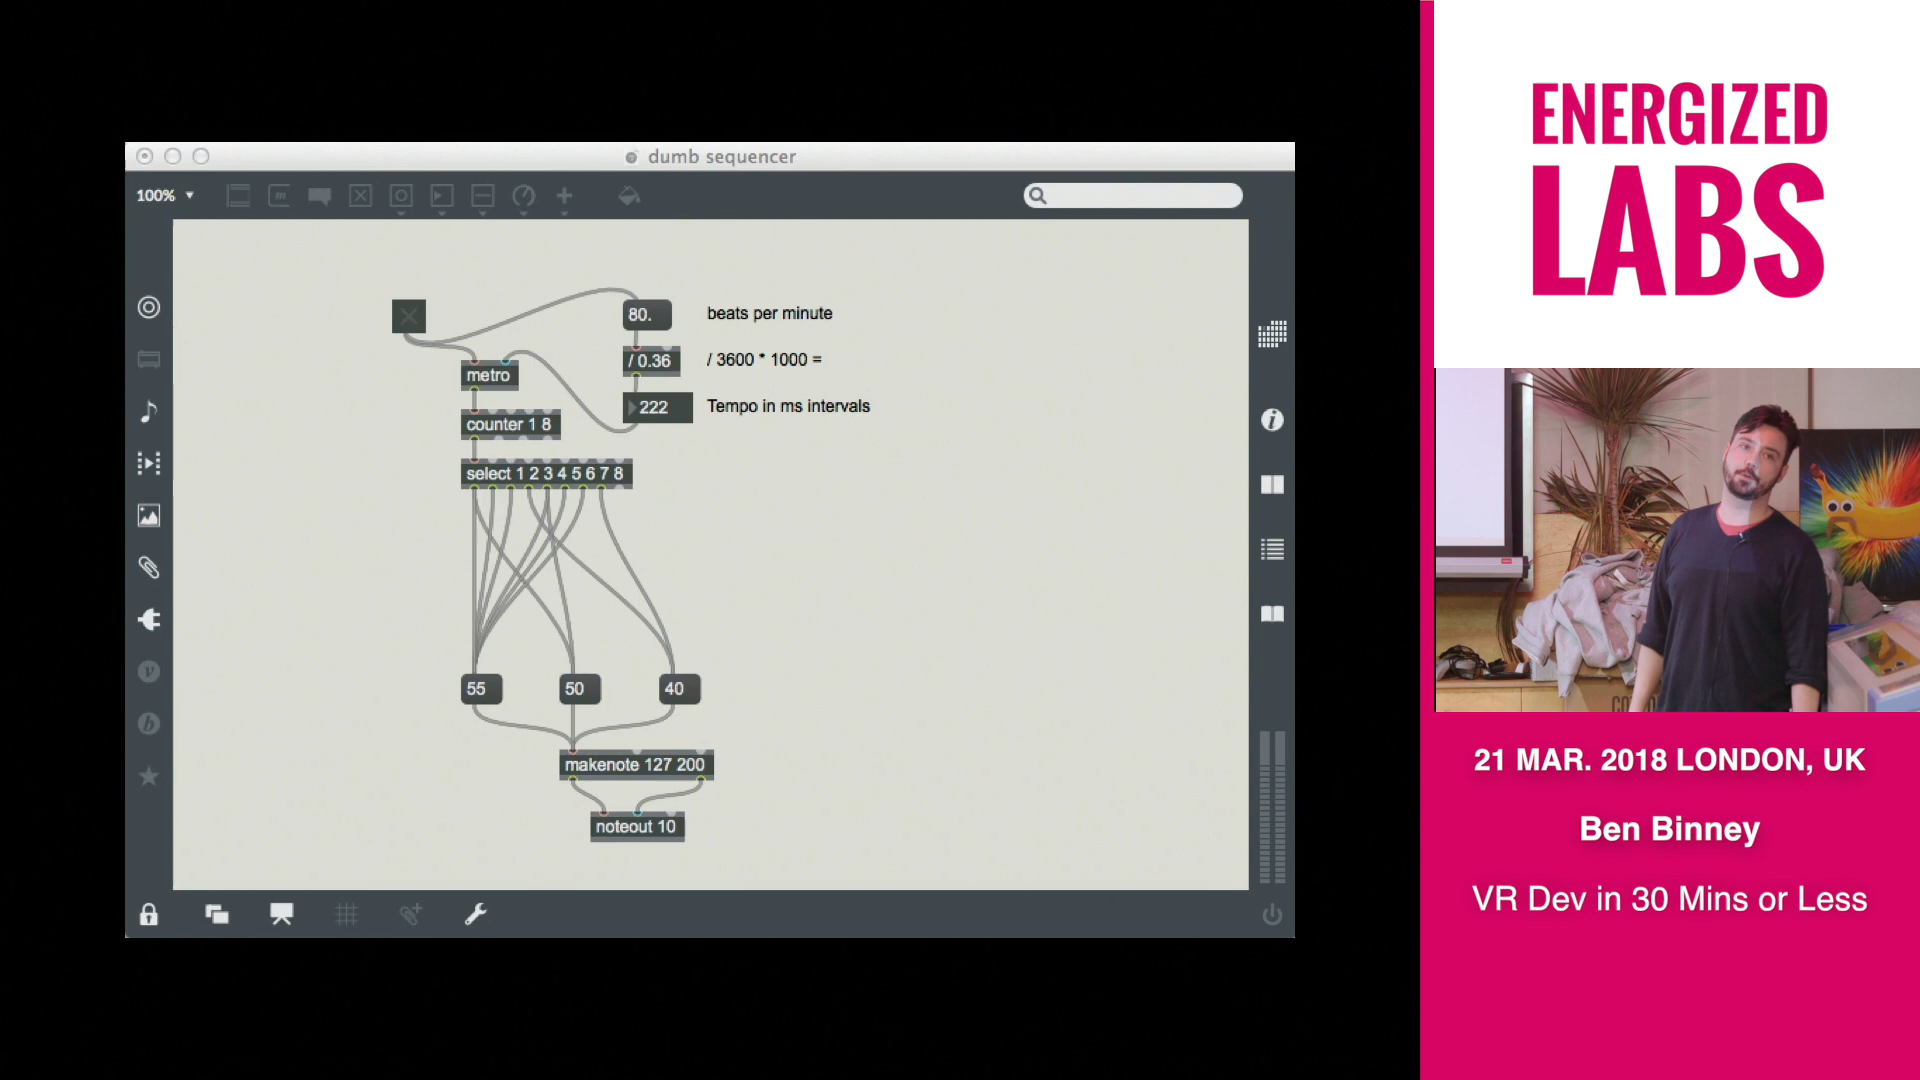 dumb sequencer
100%
80.
beats per minute
/ 0.36
/ 3600 * 1000 =
metro
222
Tempo in ms intervals
counter 1 8
select 1 2 3 4 5 6 7 8
55
50
40
makenote 127 200
noteout 10
ENERGIZED
LABS
21 MAR. 2018 LONDON, UK
Ben Binney
VR Dev in 30 Mins or Less